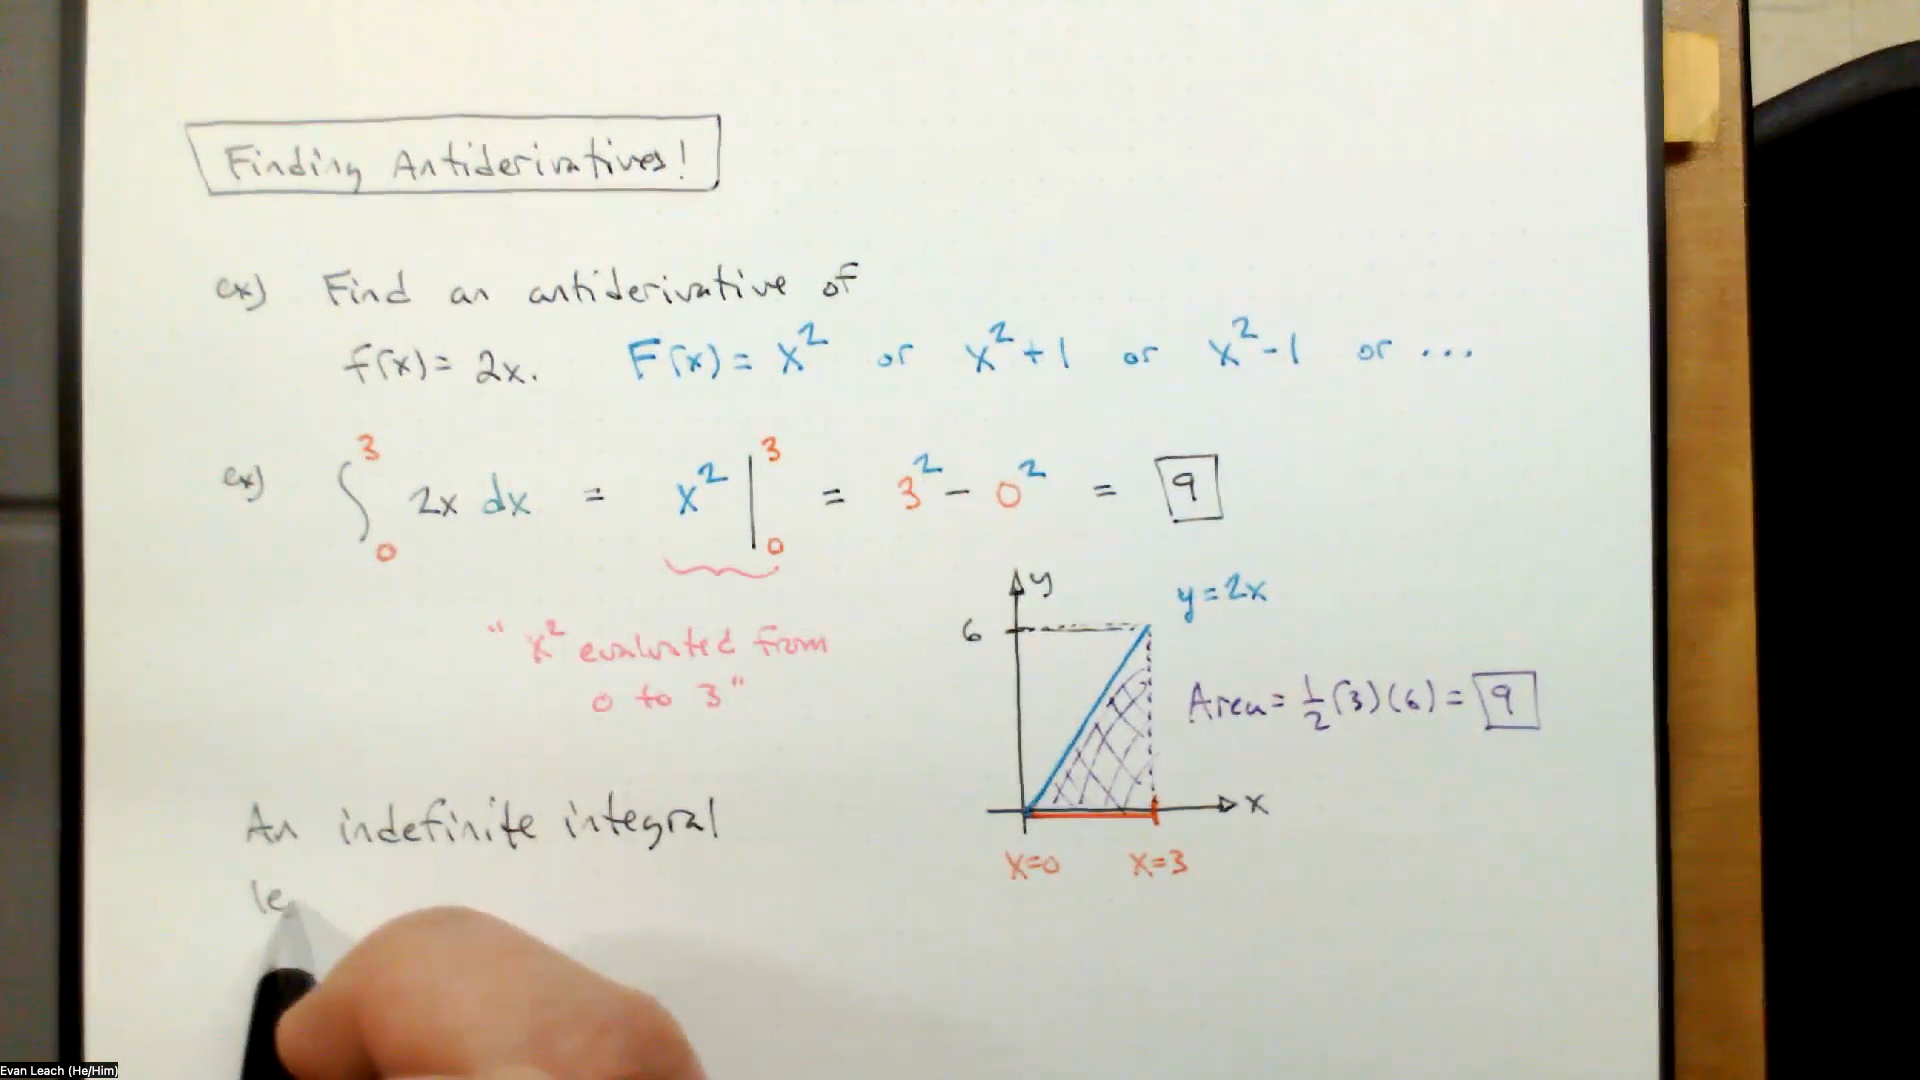 Finding Antiderivatives!
ex) Find an antiderivative of
f(x) = 2x. F(x) = x² or x²+1 or x²-1 or ...
ex) ∫₀³ 2x dx = x² |₀³ = 3² - 0² = 9
"x² evaluated from
0 to 3"
y
6
y = 2x
Area = 1/2 (3)(6) = 9
x
x=0 x=3
An indefinite integral
le
Evan Leach (He/Him)